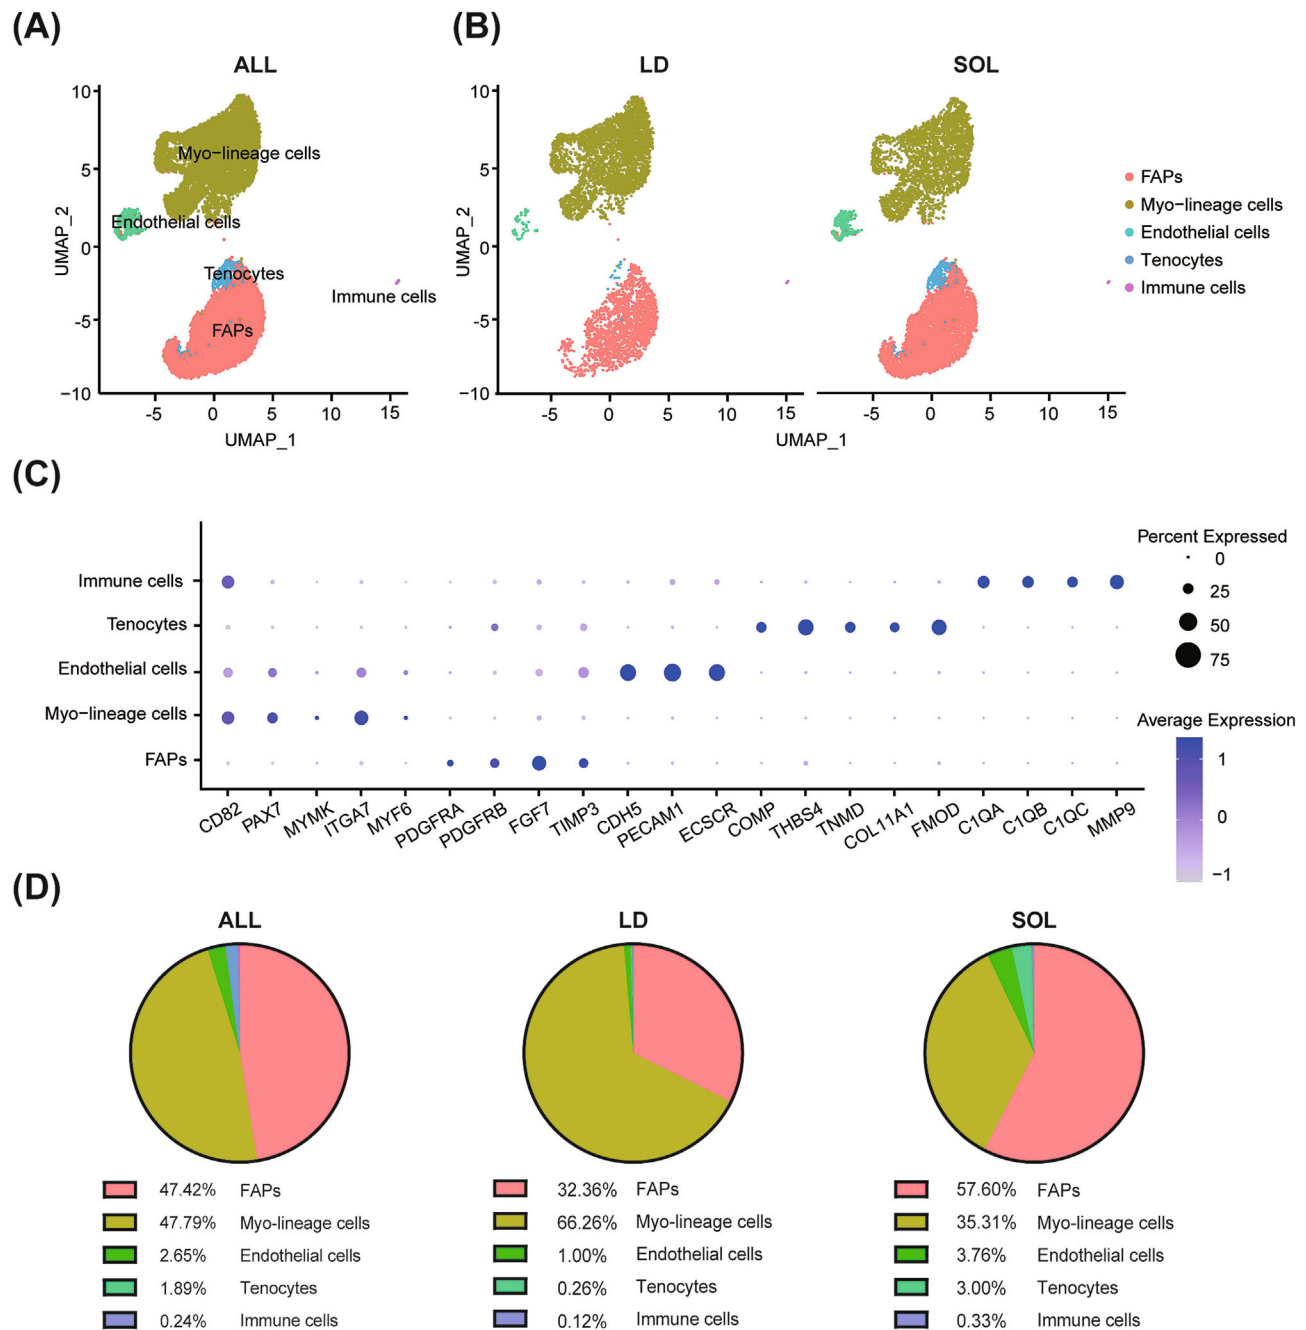 (A)
ALL
10
5
0
−5
−10
UMAP_2
Myo−lineage cells
Endothelial cells
Tenocytes
Immune cells
FAPs
-5
0
5
10
15
UMAP_1
(B)
LD
SOL
10
5
0
−5
−10
UMAP_2
-5
0
5
10
15
-5
0
5
10
15
UMAP_1
FAPs
Myo−lineage cells
Endothelial cells
Tenocytes
Immune cells
(C)
Immune cells
Tenocytes
Endothelial cells
Myo−lineage cells
FAPs
CD82
PAX7
MYMK
ITGA7
MYF6
PDGFRA
PDGFRB
FGF7
TIMP3
CDH5
PECAM1
ECSCR
COMP
THBS4
TNMD
COL11A1
FMOD
C1QA
C1QB
C1QC
MMP9
Percent Expressed
0
25
50
75
Average Expression
1
0
−1
(D)
ALL
47.42% FAPs
47.79% Myo-lineage cells
2.65% Endothelial cells
1.89% Tenocytes
0.24% Immune cells
LD
32.36% FAPs
66.26% Myo-lineage cells
1.00% Endothelial cells
0.26% Tenocytes
0.12% Immune cells
SOL
57.60% FAPs
35.31% Myo-lineage cells
3.76% Endothelial cells
3.00% Tenocytes
0.33% Immune cells